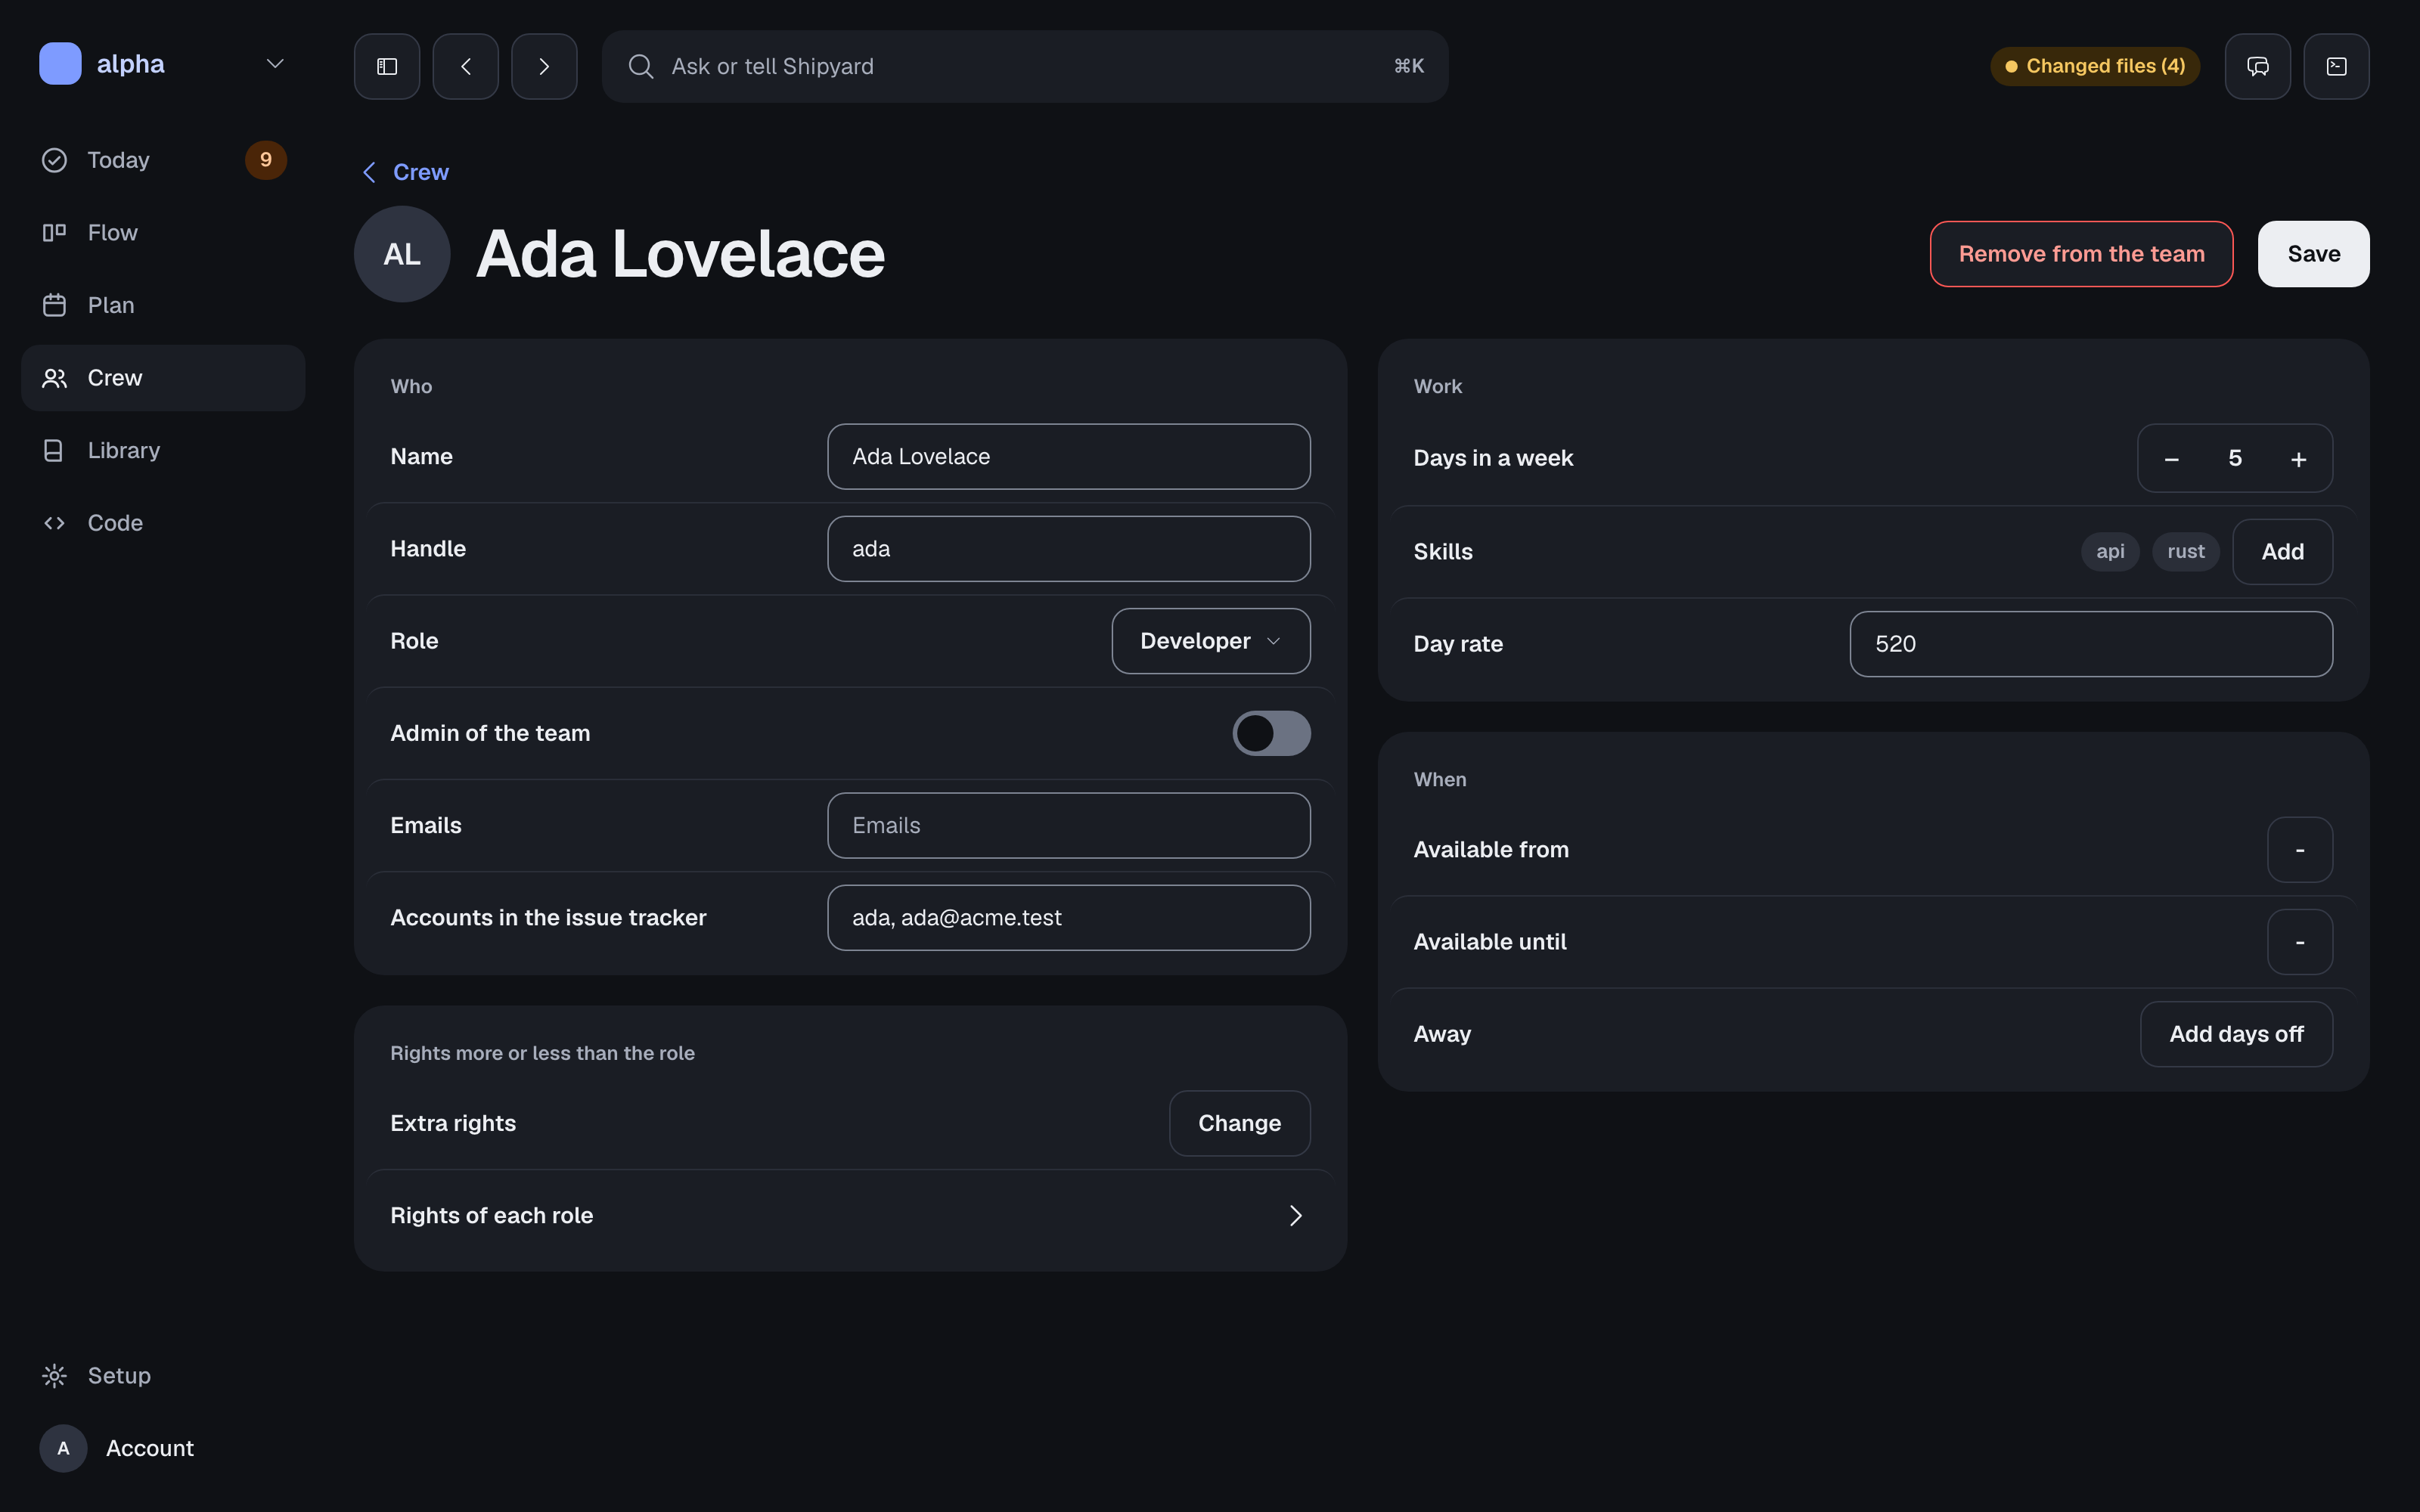 alpha
Ask or tell Shipyard
⌘K
Changed files (4)
Today
9
Flow
Plan
Crew
Library
Code
Setup
A
Account
Crew
AL
Ada Lovelace
Remove from the team
Save
Who
Name
Ada Lovelace
Handle
ada
Role
Developer
Admin of the team
Emails
Emails
Accounts in the issue tracker
ada, ada@acme.test
Rights more or less than the role
Extra rights
Change
Rights of each role
Work
Days in a week
− 5 +
Skills
api
rust
Add
Day rate
520
When
Available from
-
Available until
-
Away
Add days off